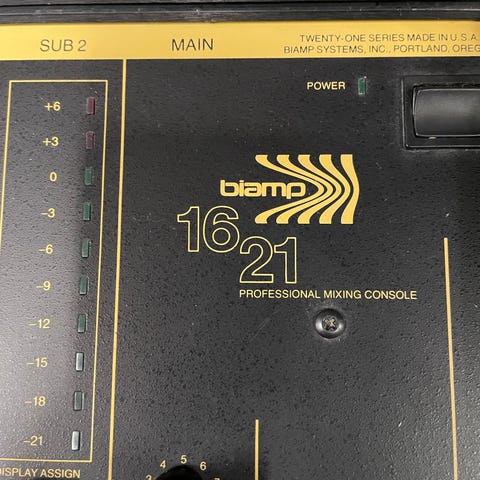 SUB 2
MAIN
TWENTY-ONE SERIES MADE IN U.S.A.
BIAMP SYSTEMS, INC., PORTLAND,
POWER
+6
+3
0
-3
-6
-9
-12
-15
-18
-21
DISPLAY ASSIGN
biamp
16
21
PROFESSIONAL MIXING CONSOLE
4
5
6